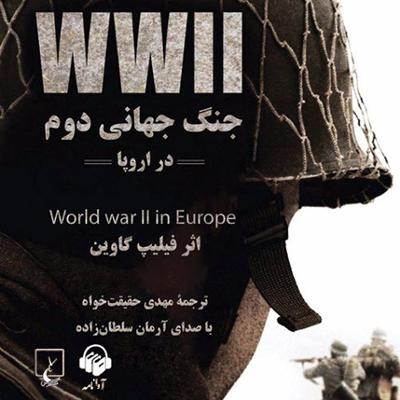 WWII
جنگ جهانی دوم
در اروپا
World war II in Europe
اثر فیلیپ گاوین
ترجمهٔ مهدی حقیقت‌خواه
با صدای آرمان سلطان‌زاده
آوانامه